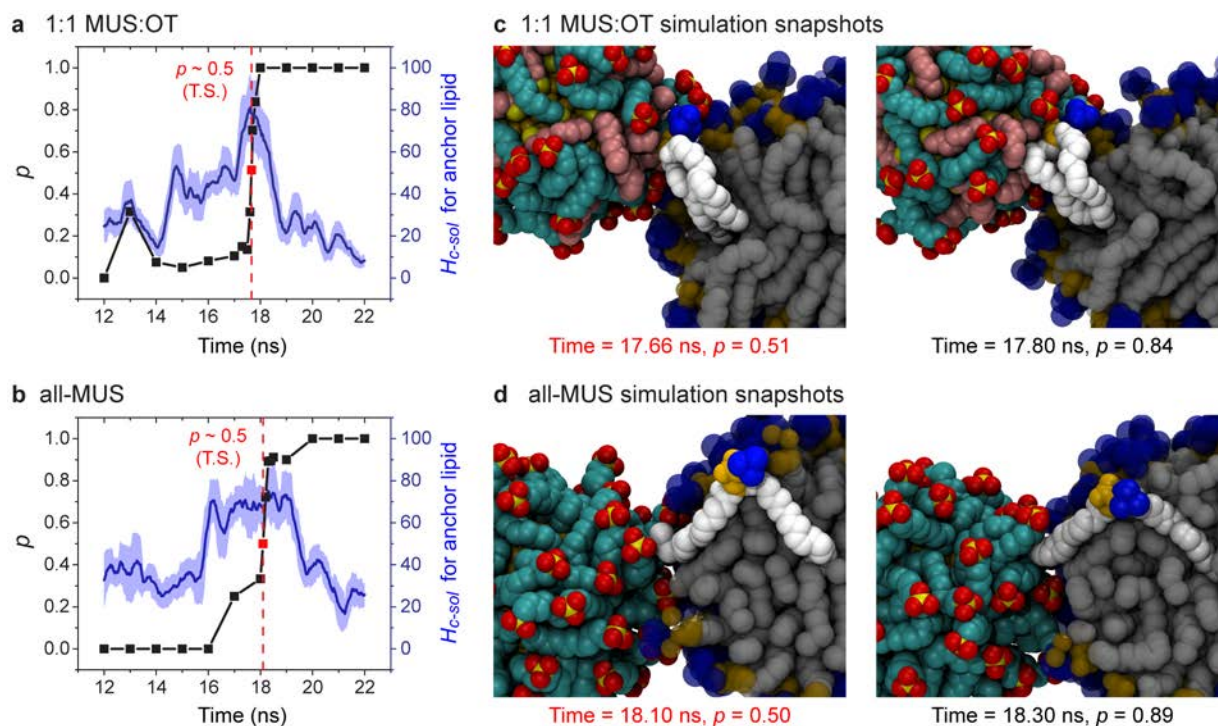 a 1:1 MUS:OT
p ~ 0.5
(T.S.)
1.0
0.8
0.6
0.4
0.2
0.0
p
100
80
60
40
20
0
H_C-sol for anchor lipid
12 14 16 18 20 22
Time (ns)
b all-MUS
p ~ 0.5
(T.S.)
1.0
0.8
0.6
0.4
0.2
0.0
p
100
80
60
40
20
0
H_C-sol for anchor lipid
12 14 16 18 20 22
Time (ns)
c 1:1 MUS:OT simulation snapshots
Time = 17.66 ns, p = 0.51
Time = 17.80 ns, p = 0.84
d all-MUS simulation snapshots
Time = 18.10 ns, p = 0.50
Time = 18.30 ns, p = 0.89